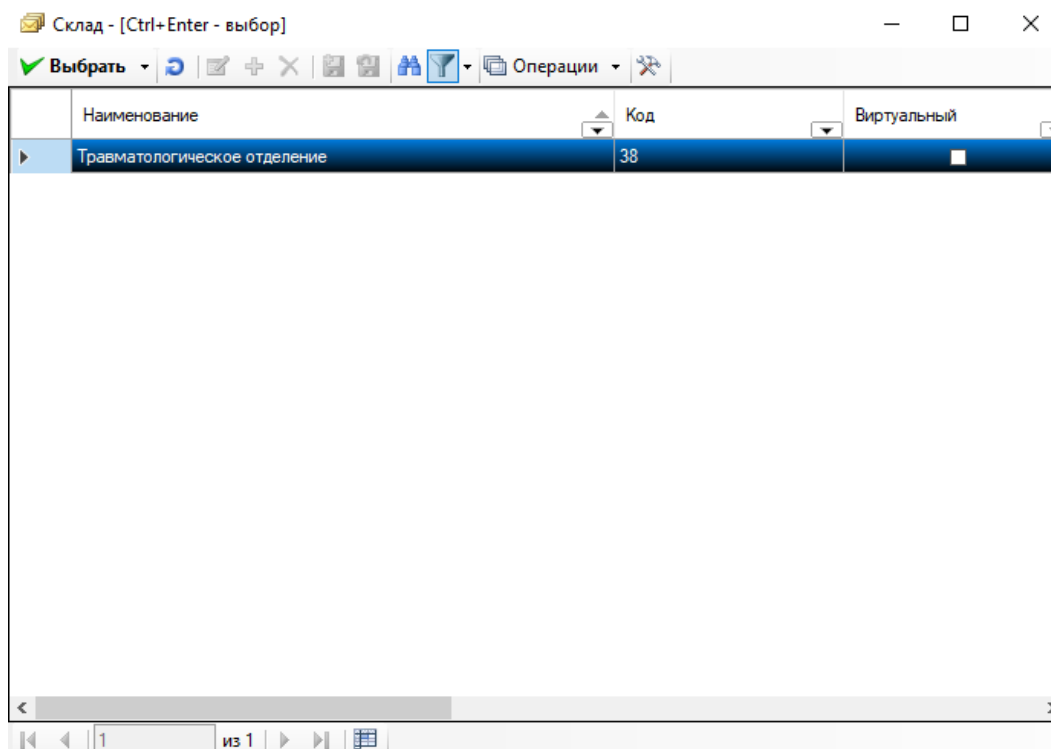 Склад - [Ctrl+Enter - выбор]
Выбрать Операции
Наименование Код Виртуальный
Травматологическое отделение 38
1 из 1